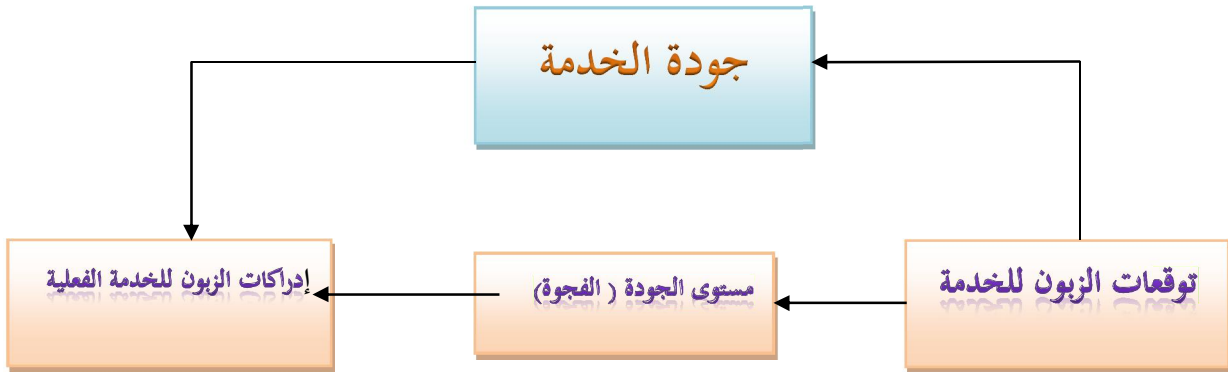 جودة الخدمة
توقعات الزبون للخدمة
مستوى الجودة ( الفجوة)
إدراكات الزبون للخدمة الفعلية